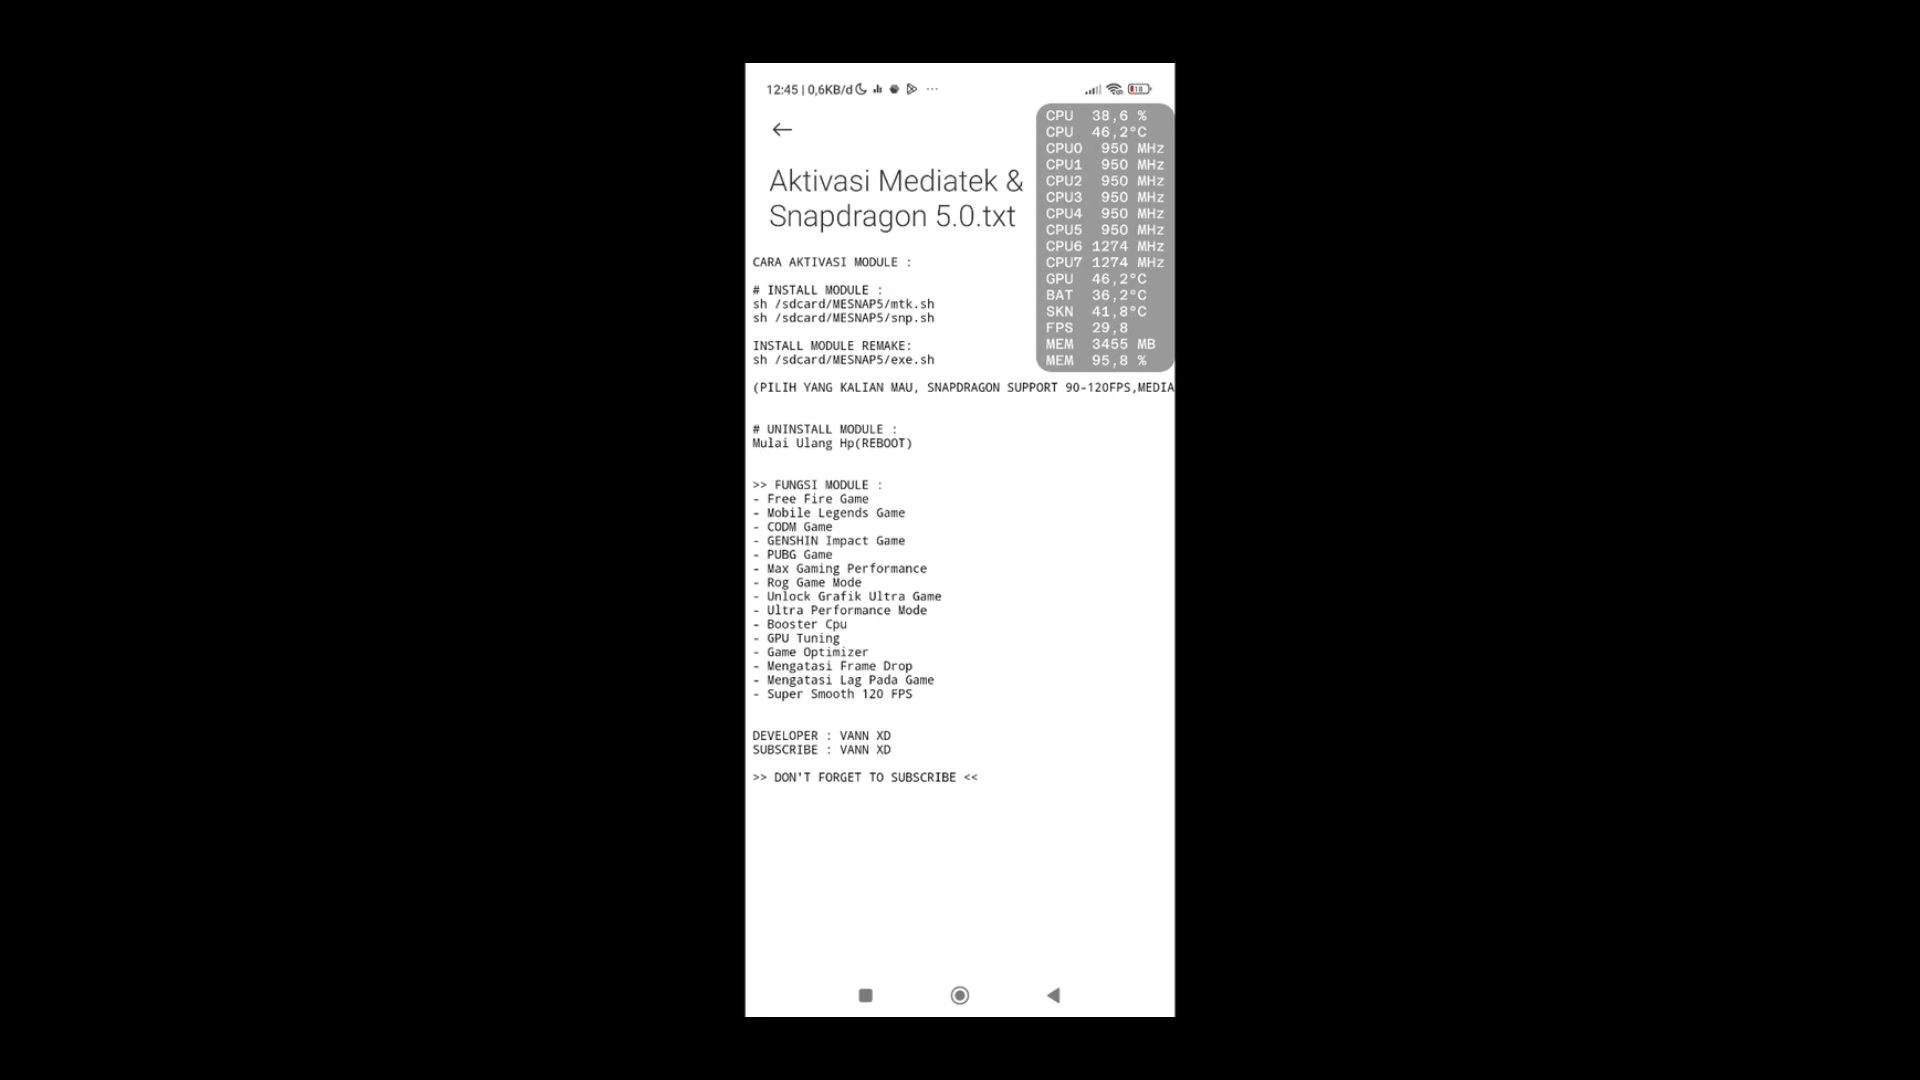 12:45 | 0,6KB/d ...
18
CPU 38,6 %
CPU 46,2°C
CPU0 950 MHz
CPU1 950 MHz
CPU2 950 MHz
CPU3 950 MHz
CPU4 950 MHz
CPU5 950 MHz
CPU6 1274 MHz
CPU7 1274 MHz
GPU 46,2°C
BAT 36,2°C
SKN 41,8°C
FPS 29,8
MEM 3455 MB
MEM 95,8 %
Aktivasi Mediatek &
Snapdragon 5.0.txt
CARA AKTIVASI MODULE :
# INSTALL MODULE :
sh /sdcard/MESNAP5/mtk.sh
sh /sdcard/MESNAP5/snp.sh
INSTALL MODULE REMAKE:
sh /sdcard/MESNAP5/exe.sh
(PILIH YANG KALIAN MAU, SNAPDRAGON SUPPORT 90-120FPS,MEDIA
# UNINSTALL MODULE :
Mulai Ulang Hp(REBOOT)
>> FUNGSI MODULE :
- Free Fire Game
- Mobile Legends Game
- CODM Game
- GENSHIN Impact Game
- PUBG Game
- Max Gaming Performance
- Rog Game Mode
- Unlock Grafik Ultra Game
- Ultra Performance Mode
- Booster Cpu
- GPU Tuning
- Game Optimizer
- Mengatasi Frame Drop
- Mengatasi Lag Pada Game
- Super Smooth 120 FPS
DEVELOPER : VANN XD
SUBSCRIBE : VANN XD
>> DON'T FORGET TO SUBSCRIBE <<